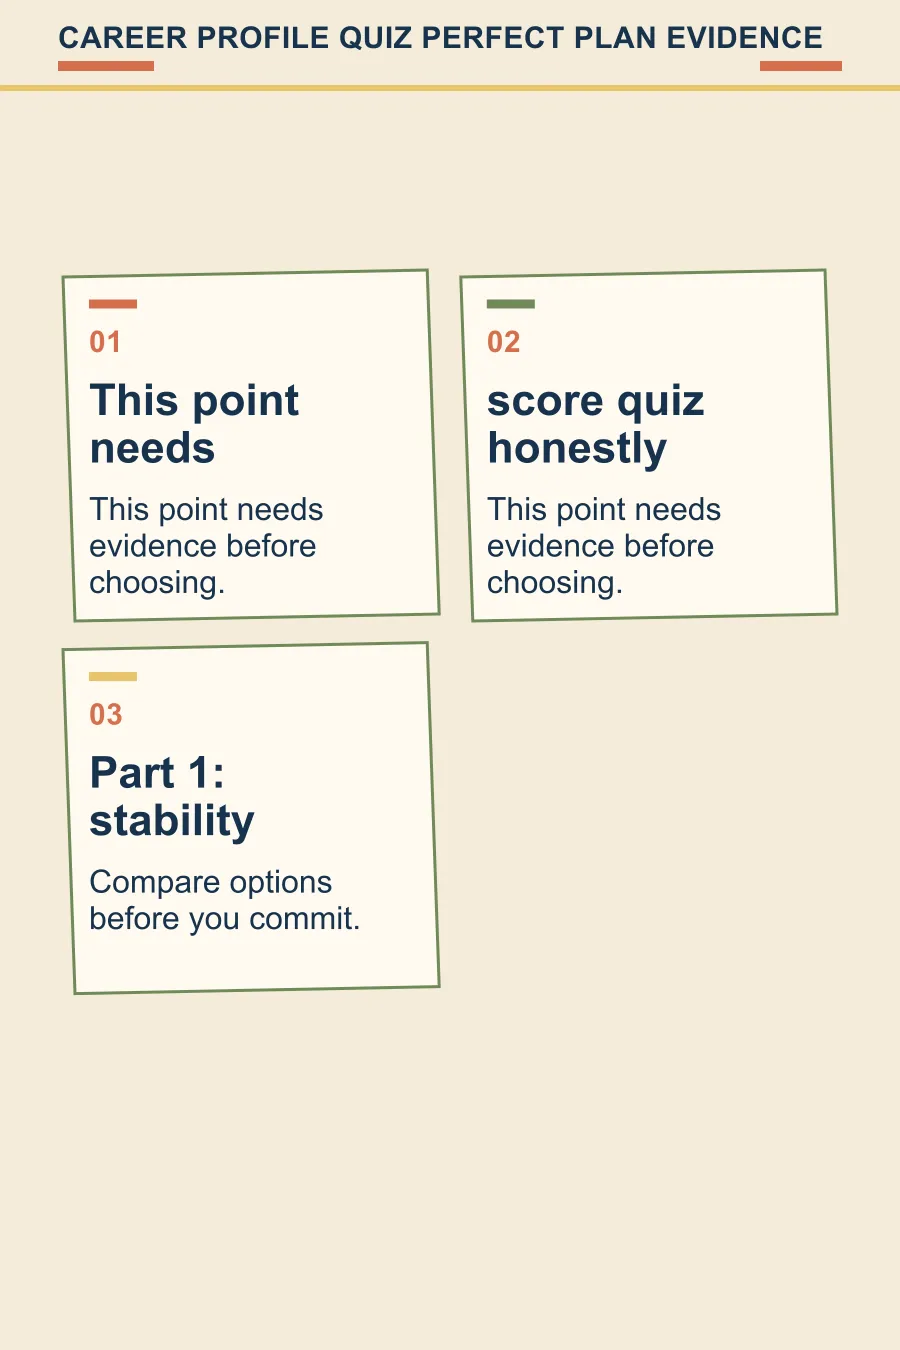 CAREER PROFILE QUIZ PERFECT PLAN EVIDENCE
01
This point
needs
This point needs
evidence before
choosing.
02
score quiz
honestly
This point needs
evidence before
choosing.
03
Part 1:
stability
Compare options
before you commit.